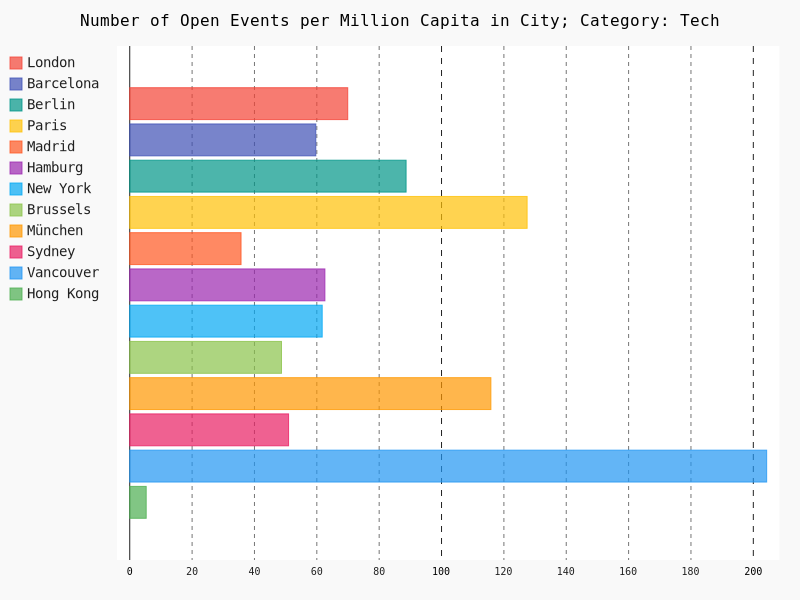 Number of Open Events per Million Capita in City; Category: Tech
London
Barcelona
Berlin
Paris
Madrid
Hamburg
New York
Brussels
München
Sydney
Vancouver
Hong Kong
0 20 40 60 80 100 120 140 160 180 200